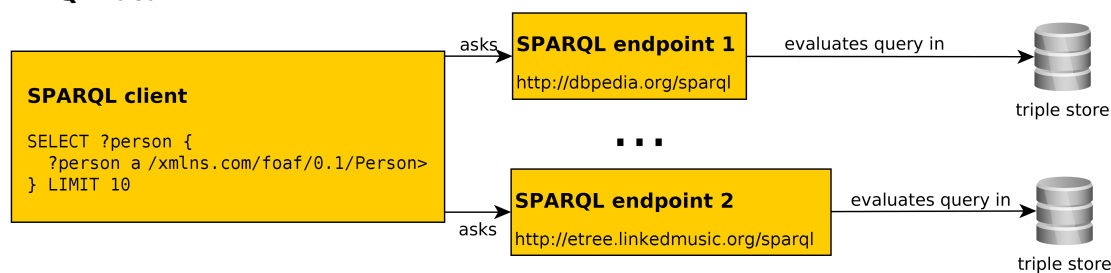 SPARQL client
SELECT ?person {
?person a /xmlns.com/foaf/0.1/Person>
} LIMIT 10
asks
SPARQL endpoint 1
http://dbpedia.org/sparql
evaluates query in
triple store
...
asks
SPARQL endpoint 2
http://etree.linkedmusic.org/sparql
evaluates query in
triple store